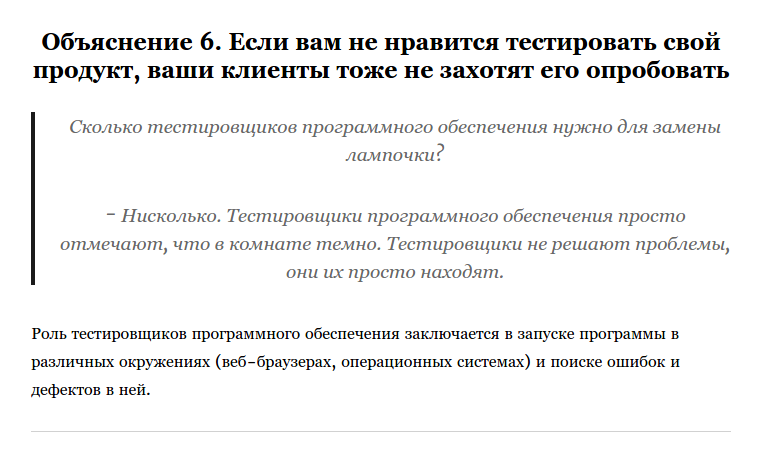 Объяснение 6. Если вам не нравится тестировать свой
продукт, ваши клиенты тоже не захотят его опробовать
Сколько тестировщиков программного обеспечения нужно для замены
лампочки?
– Нисколько. Тестировщики программного обеспечения просто
отмечают, что в комнате темно. Тестировщики не решают проблемы,
они их просто находят.
Роль тестировщиков программного обеспечения заключается в запуске программы в
различных окружениях (веб-браузерах, операционных системах) и поиске ошибок и
дефектов в ней.